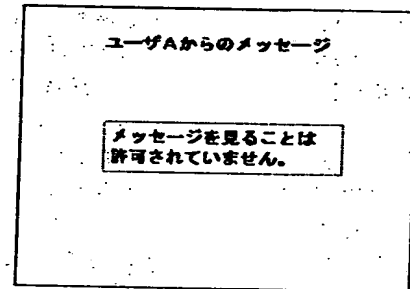 ユーザAからのメッセージ
メッセージを見ることは
許可されていません。